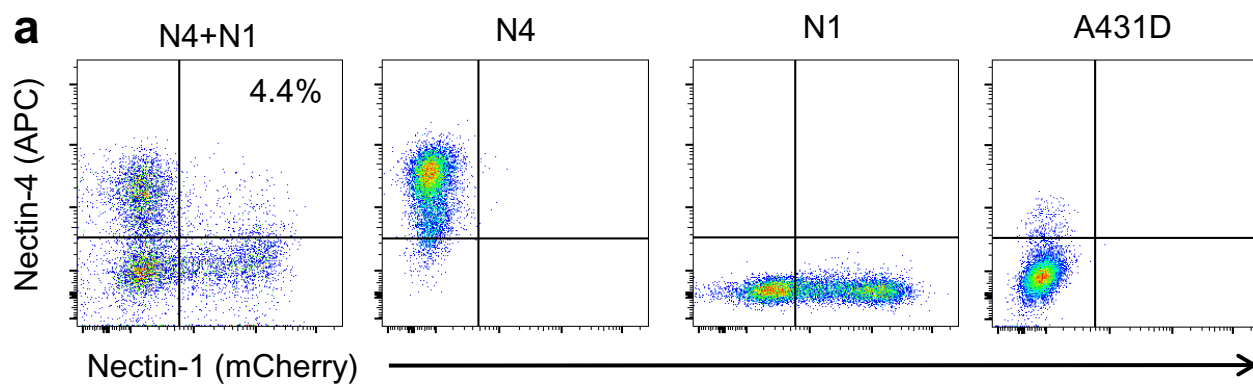 a
N4+N1
N4
N1
A431D
4.4%
Nectin-4 (APC)
Nectin-1 (mCherry)